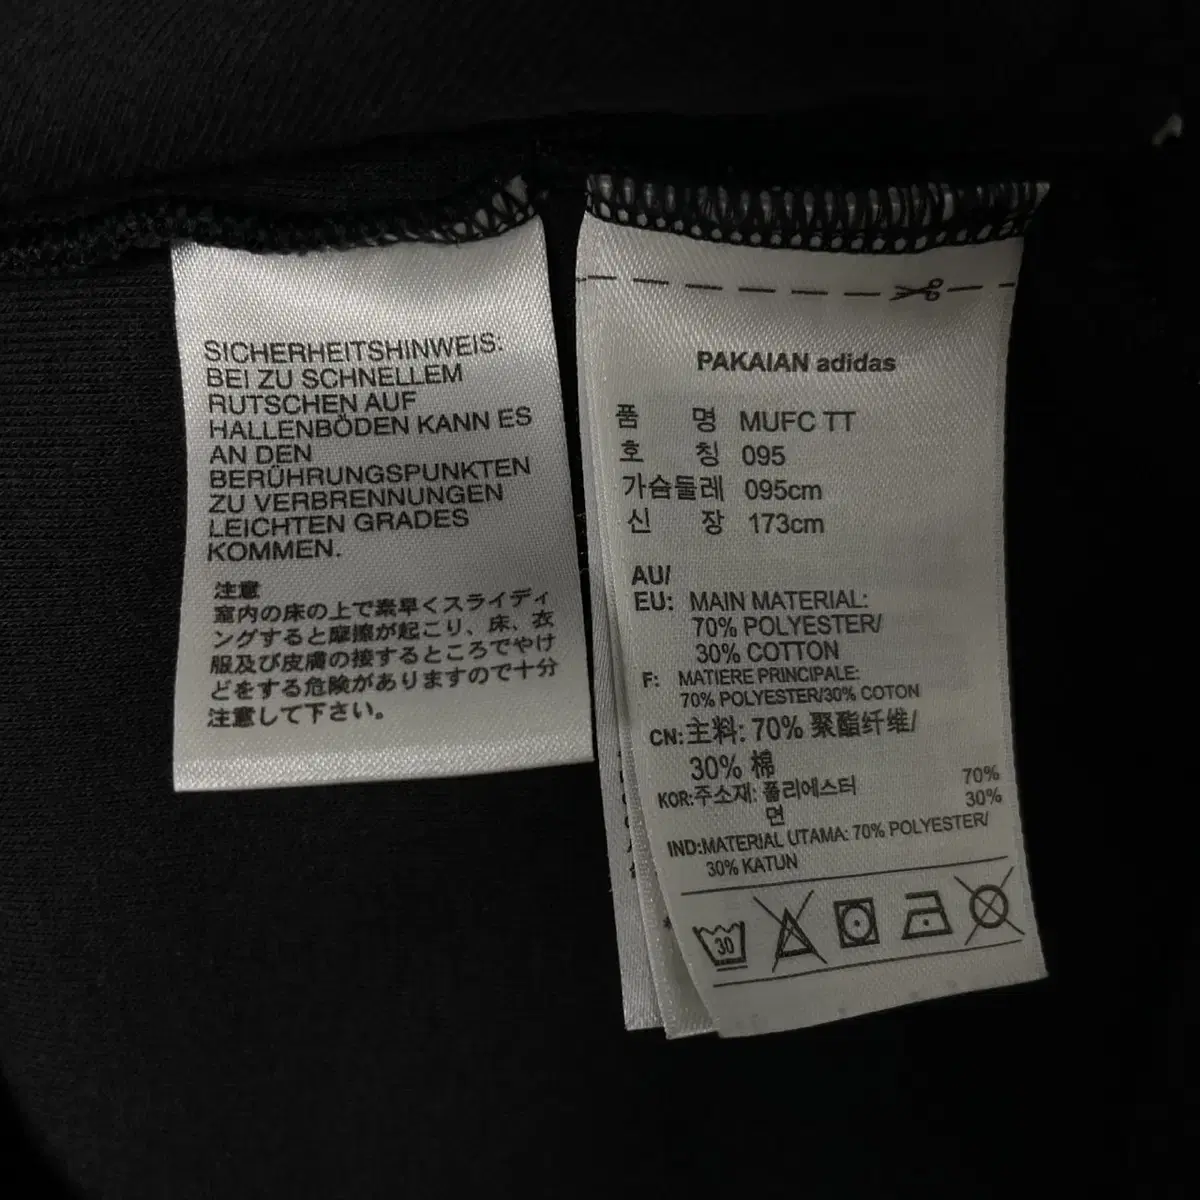 SICHERHEITSHINWEIS:
BEI ZU SCHNELLEM
RUTSCHEN AUF
HALLENBÖDEN KANN ES
AN DEN
BERÜHRUNGSPUNKTEN
ZU VERBRENNUNGEN
LEICHTEN GRADES
KOMMEN.
注意
室内の床の上で素早くスライディ
ングすると摩擦が起こり、床、衣
服及び皮膚の接するところでやけ
どをする危険がありますので十分
注意して下さい。
PAKAIAN adidas
품 명 MUFC TT
호 칭 095
가슴둘레 095cm
신 장 173cm
AU/
EU: MAIN MATERIAL:
70% POLYESTER/
30% COTTON
F: MATIERE PRINCIPALE:
70% POLYESTER/30% COTON
CN:主料: 70% 聚酯纤维/
30% 棉
KOR:주소재: 폴리에스터 70%
면 30%
IND:MATERIAL UTAMA: 70% POLYESTER/
30% KATUN
30